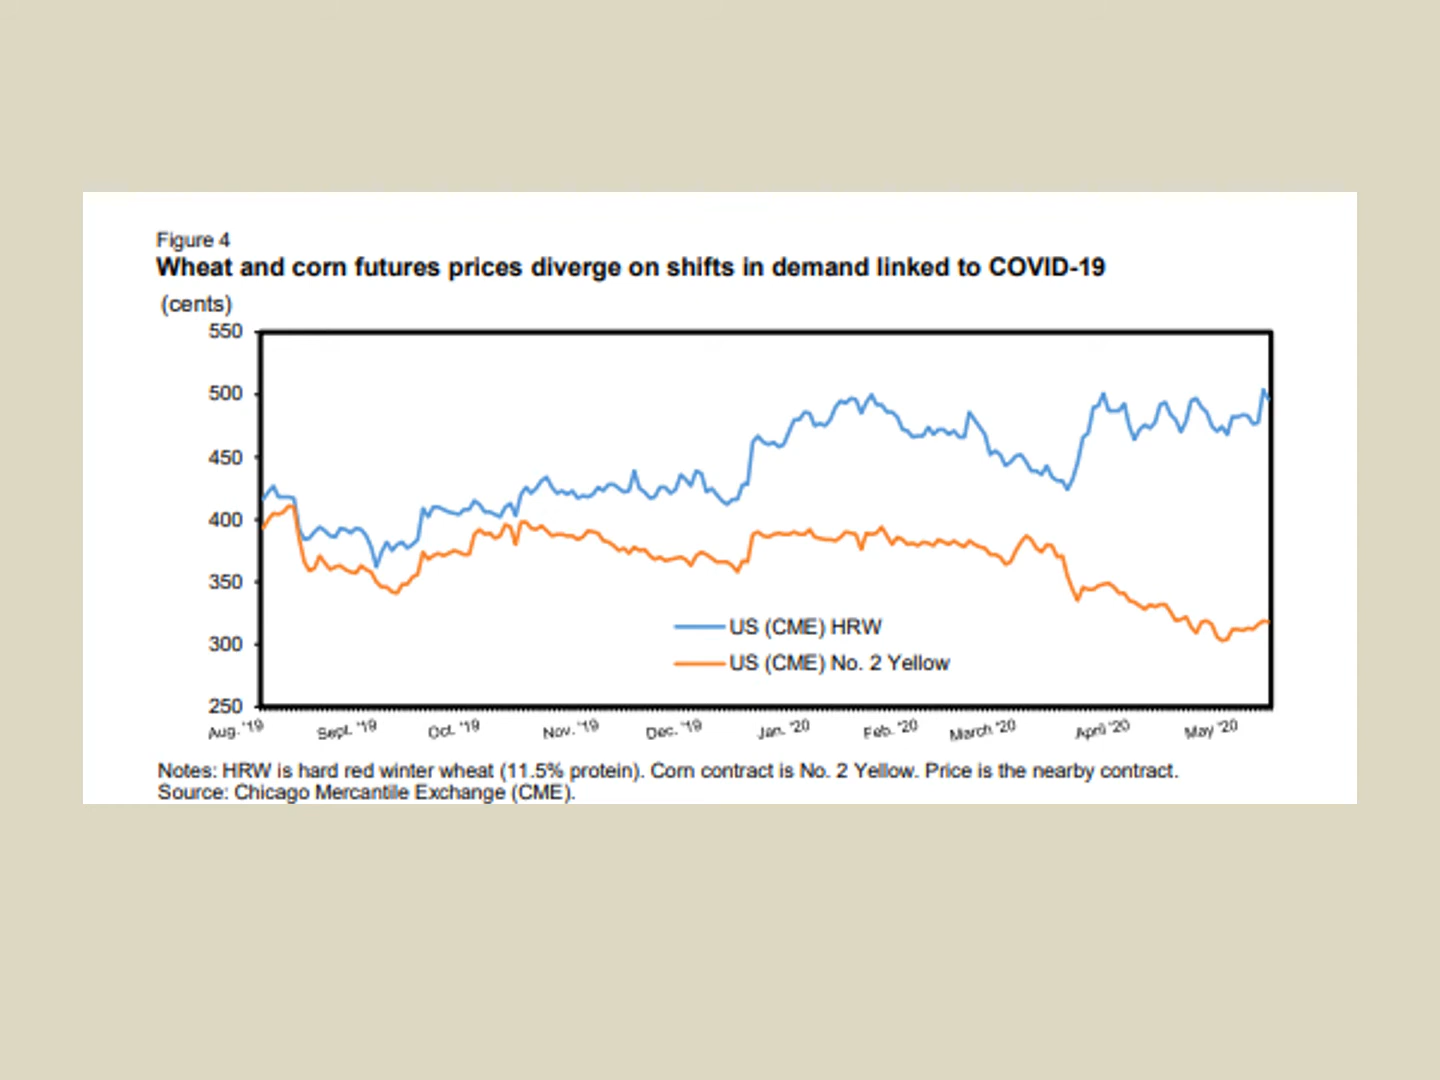 Figure 4
Wheat and corn futures prices diverge on shifts in demand linked to COVID-19
(cents)
550
500
450
400
350
300
250
US (CME) HRW
US (CME) No. 2 Yellow
Aug. '19 Sept. '19 Oct. '19 Nov. '19 Dec. '19 Jan. '20 Feb. '20 March '20 April '20 May '20
Notes: HRW is hard red winter wheat (11.5% protein). Corn contract is No. 2 Yellow. Price is the nearby contract.
Source: Chicago Mercantile Exchange (CME).